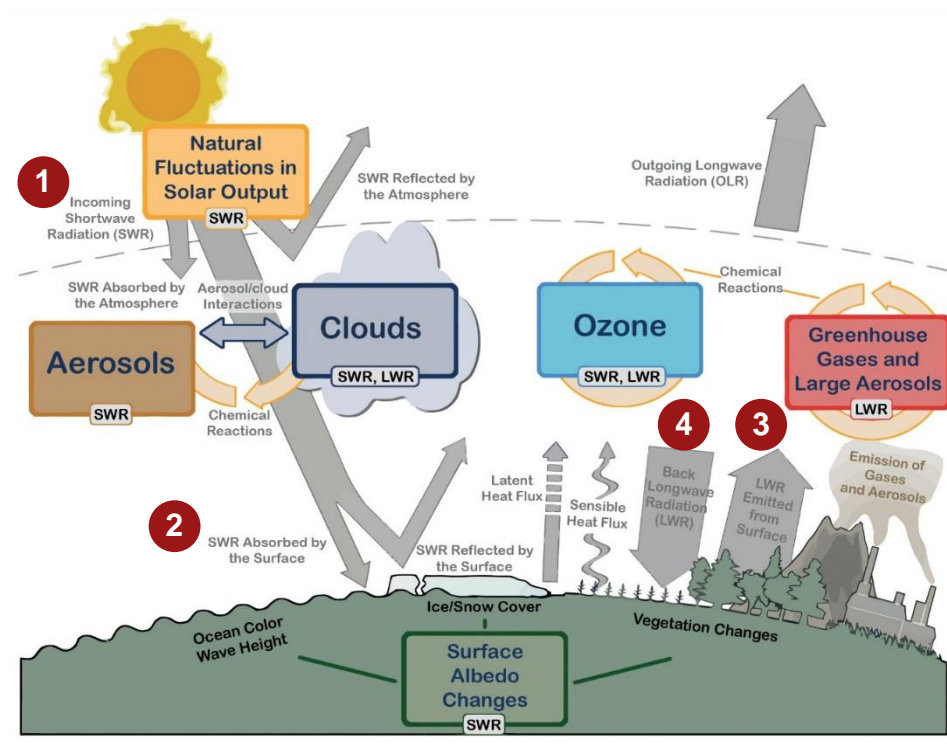 Natural
Fluctuations in
Solar Output
SWR
1
Incoming
Shortwave
Radiation (SWR)
SWR Reflected by
the Atmosphere
Outgoing Longwave
Radiation (OLR)
SWR Absorbed by
the Atmosphere
Aerosol/cloud
Interactions
Chemical
Reactions
Aerosols
SWR
Clouds
SWR, LWR
Ozone
SWR, LWR
Greenhouse
Gases and
Large Aerosols
LWR
Chemical
Reactions
4
3
2
SWR Absorbed by
the Surface
SWR Reflected by
the Surface
Latent
Heat Flux
Sensible
Heat Flux
Back
Longwave
Radiation
(LWR)
LWR
Emitted
from
Surface
Emission of
Gases
and Aerosols
Ocean Color
Wave Height
Ice/Snow Cover
Vegetation Changes
Surface
Albedo
Changes
SWR